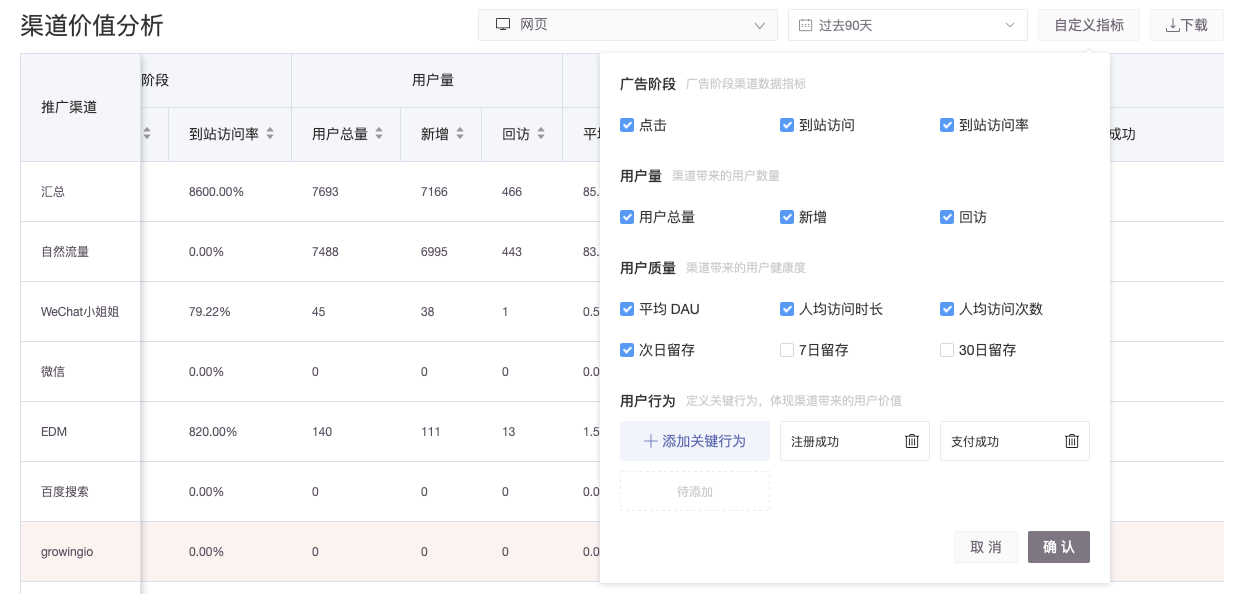 渠道价值分析
网页
过去90天
自定义指标
下载
推广渠道
阶段
用户量
到站访问率
用户总量
新增
回访
平均
成功
汇总
8600.00%
7693
7166
466
85.
自然流量
0.00%
7488
6995
443
83.
WeChat小姐姐
79.22%
45
38
1
0.5
微信
0.00%
0
0
0
0.0
EDM
820.00%
140
111
13
1.5
百度搜索
0.00%
0
0
0
0.0
growingio
0.00%
0
0
0
0.0
广告阶段 广告阶段渠道数据指标
点击
到站访问
到站访问率
用户量 渠道带来的用户数量
用户总量
新增
回访
用户质量 渠道带来的用户健康度
平均 DAU
人均访问时长
人均访问次数
次日留存
7日留存
30日留存
用户行为 定义关键行为，体现渠道带来的用户价值
添加关键行为
注册成功
支付成功
待添加
取 消
确 认